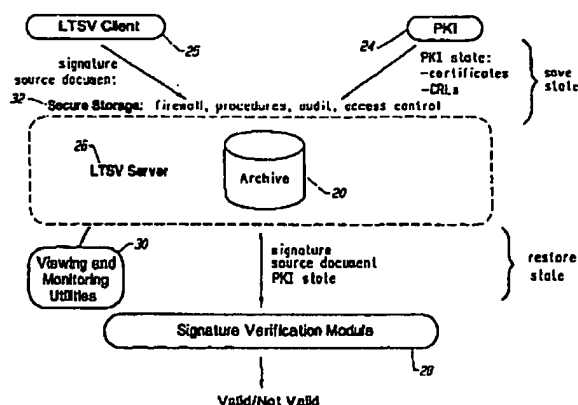 LTSV Client
25
PKI
24
signature
source document:
PKI state:
-certificates
-CRLs
save
state
32
Secure Storage: firewall, procedures, audit, access control
26
LTSV Server
Archive
20
30
Viewing and
Monitoring
Utilities
signature
source document
PKI state
restore
state
Signature Verification Module
28
Valid/Not Valid